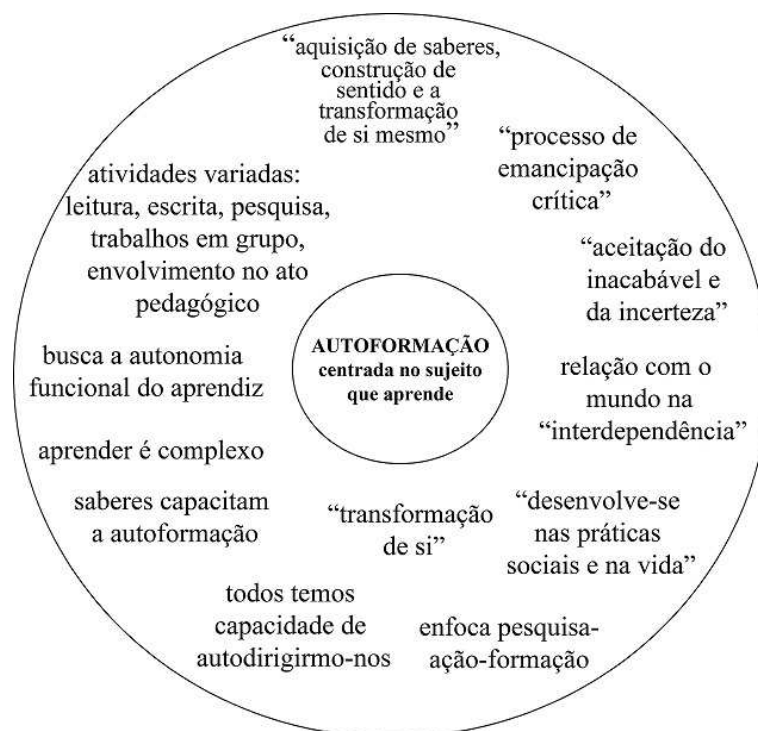 “aquisição de saberes,
construção de
sentido e a
transformação
de si mesmo”
“processo de
emancipação
crítica”
“aceitação do
inacabável e
da incerteza”
relação com o
mundo na
“interdependência”
“desenvolve-se
nas práticas
sociais e na vida”
enfoca pesquisa-
ação-formação
“transformação
de si”
todos temos
capacidade de
autodirigirmo-nos
saberes capacitam
a autoformação
aprender é complexo
busca a autonomia
funcional do aprendiz
atividades variadas:
leitura, escrita, pesquisa,
trabalhos em grupo,
envolvimento no ato
pedagógico
AUTOFORMAÇÃO
centrada no sujeito
que aprende